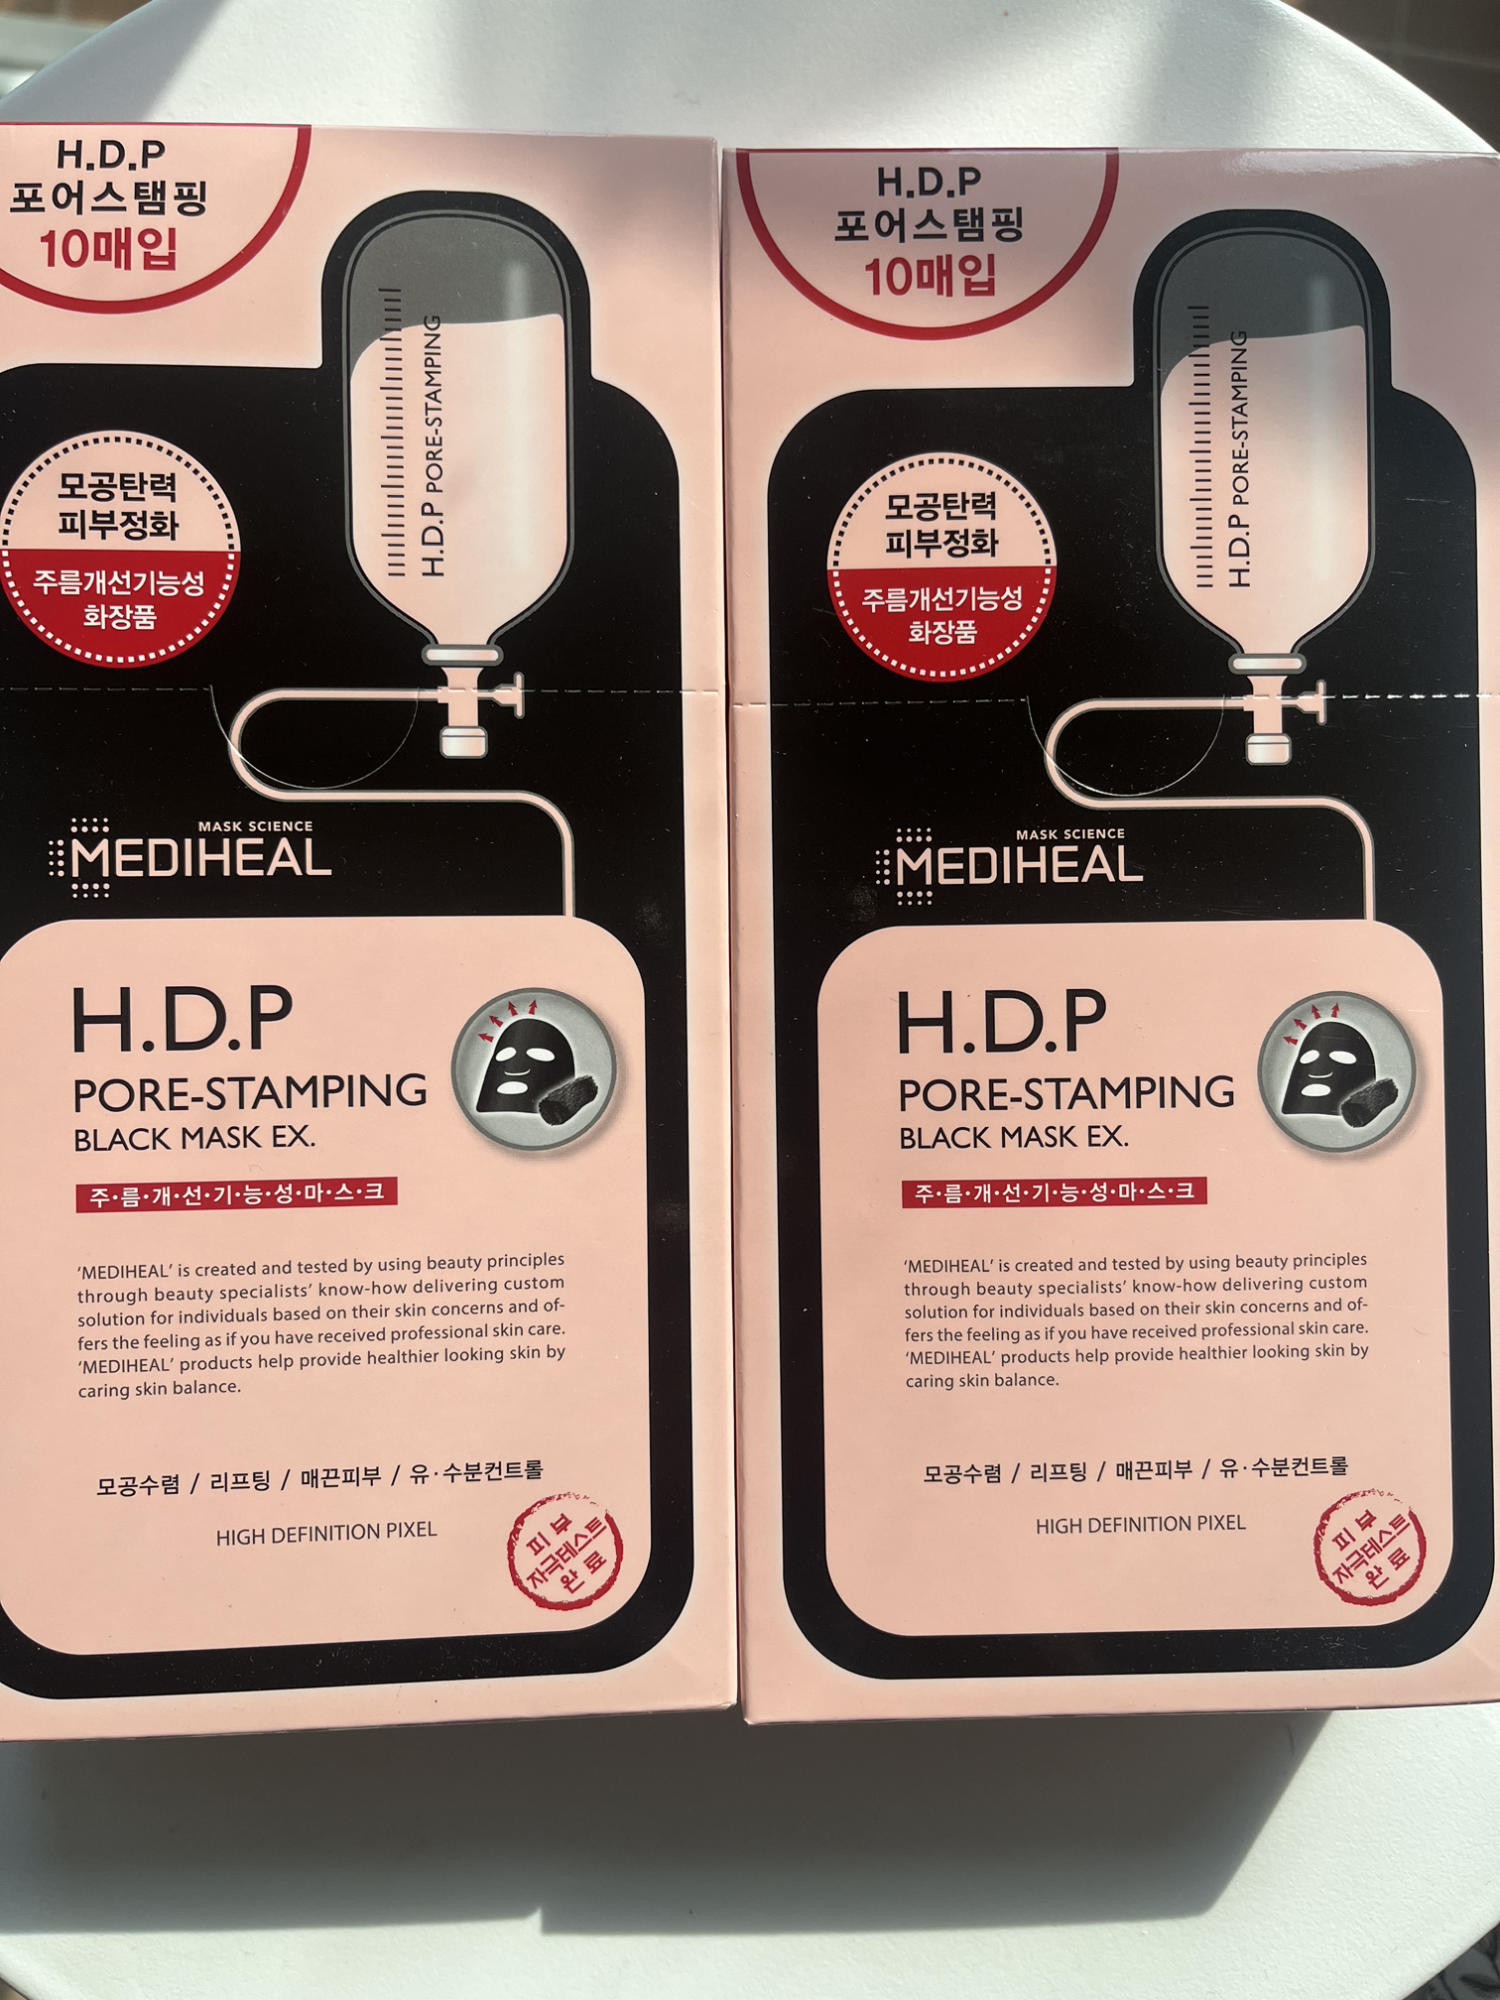 H.D.P
포어스탬핑
10매입
H.D.P PORE-STAMPING
모공탄력
피부정화
주름개선기능성
화장품
MASK SCIENCE
MEDIHEAL
H.D.P
PORE-STAMPING
BLACK MASK EX.
주·름·개·선·기·능·성·마·스·크
‘MEDIHEAL’ is created and tested by using beauty principles
through beauty specialists’ know-how delivering custom
solution for individuals based on their skin concerns and of-
fers the feeling as if you have received professional skin care.
‘MEDIHEAL’ products help provide healthier looking skin by
caring skin balance.
모공수렴 / 리프팅 / 매끈피부 / 유·수분컨트롤
HIGH DEFINITION PIXEL
피부
자극테스트
완료
H.D.P
포어스탬핑
10매입
H.D.P PORE-STAMPING
모공탄력
피부정화
주름개선기능성
화장품
MASK SCIENCE
MEDIHEAL
H.D.P
PORE-STAMPING
BLACK MASK EX.
주·름·개·선·기·능·성·마·스·크
‘MEDIHEAL’ is created and tested by using beauty principles
through beauty specialists’ know-how delivering custom
solution for individuals based on their skin concerns and of-
fers the feeling as if you have received professional skin care.
‘MEDIHEAL’ products help provide healthier looking skin by
caring skin balance.
모공수렴 / 리프팅 / 매끈피부 / 유·수분컨트롤
HIGH DEFINITION PIXEL
피부
자극테스트
완료